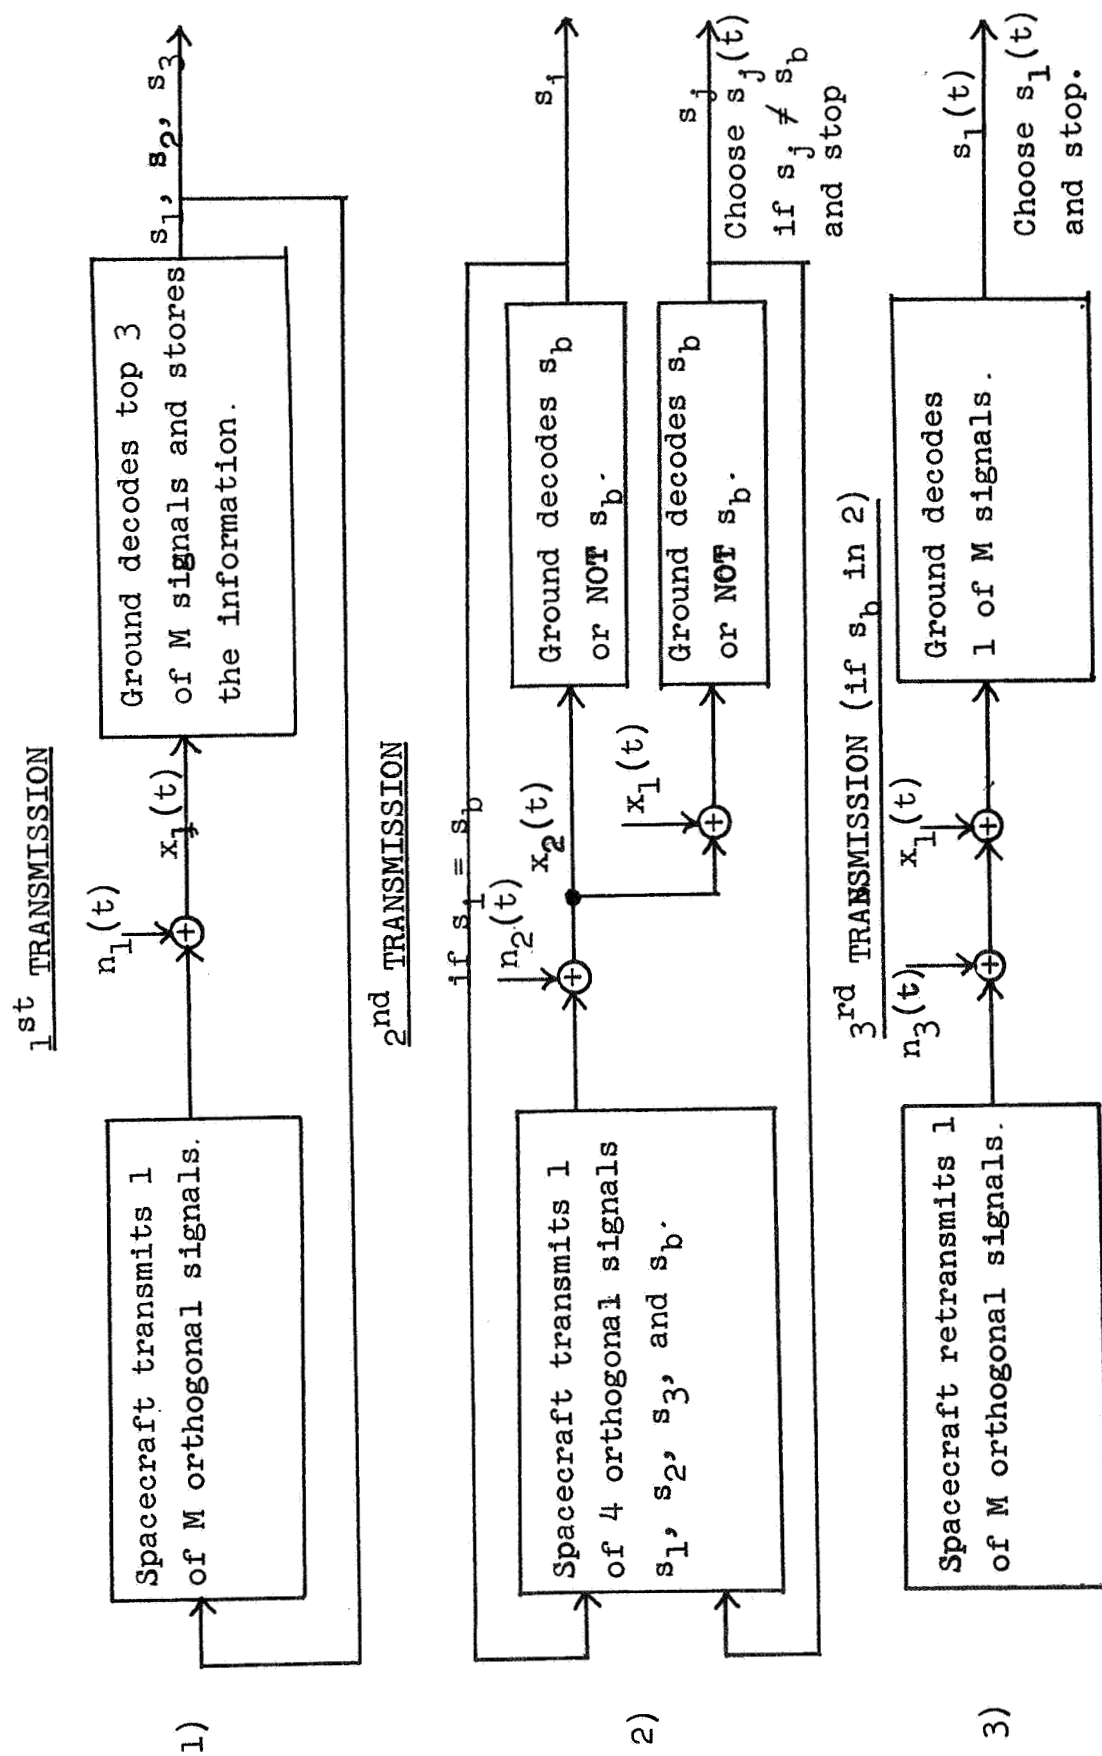 1st TRANSMISSION
1)
Spacecraft transmits 1
of M orthogonal signals.
n1(t)
+
x1(t)
Ground decodes top 3
of M signals and stores
the information.
s1, s2, s3
2nd TRANSMISSION
if s1 = sb
2)
Spacecraft transmits 1
of 4 orthogonal signals
s1, s2, s3, and sb.
n2(t)
+
x2(t)
Ground decodes sb
or NOT sb.
si
x1(t)
+
Ground decodes sb
or NOT sb.
sj
Choose sj(t)
if sj ≠ sb
and stop
3rd TRANSMISSION (if sb in 2)
3)
Spacecraft retransmits 1
of M orthogonal signals.
n3(t)
+
x1(t)
+
Ground decodes
1 of M signals.
s1(t)
Choose s1(t)
and stop.